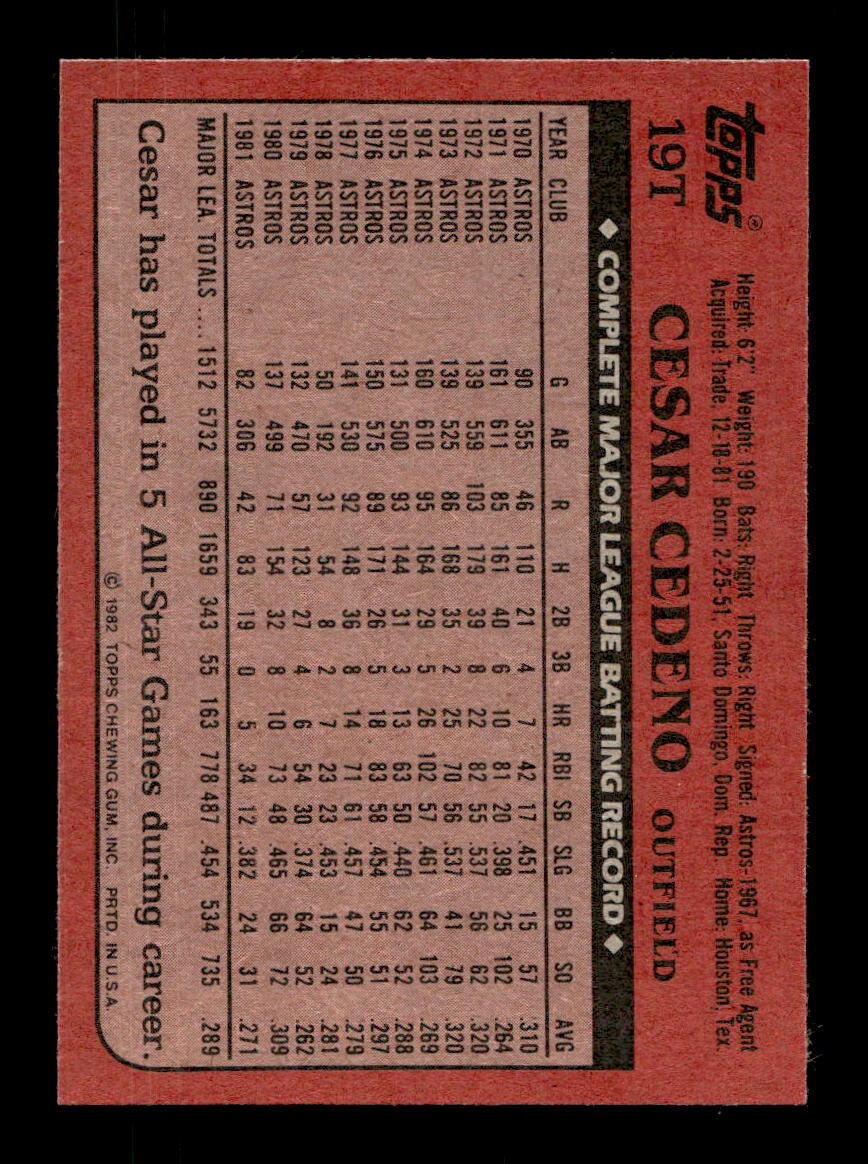 topps®
Height: 6'2" Weight: 190 Bats: Right Throws: Right Signed: Astros-1967, as Free Agent
Acquired: Trade, 12-18-81 Born: 2-25-51, Santo Domingo, Dom. Rep Home: Houston, Tex.
19T CESAR CEDENO OUTFIELD
◆ COMPLETE MAJOR LEAGUE BATTING RECORD ◆
YEAR CLUB G AB R H 2B 3B HR RBI SB SLG BB SO AVG
1970 ASTROS 90 355 46 110 21 4 7 42 17 .451 15 57 .310
1971 ASTROS 161 611 85 161 40 6 10 81 20 .398 25 102 .264
1972 ASTROS 139 559 103 179 39 8 22 82 55 .537 56 62 .320
1973 ASTROS 139 525 86 168 35 2 25 70 56 .537 41 79 .320
1974 ASTROS 160 610 95 164 29 5 26 102 57 .461 64 103 .269
1975 ASTROS 131 500 93 144 31 3 13 63 50 .440 62 52 .288
1976 ASTROS 150 575 89 171 26 5 18 83 58 .454 55 51 .297
1977 ASTROS 141 530 92 148 36 8 14 71 61 .457 47 50 .279
1978 ASTROS 50 192 31 54 8 2 7 23 23 .453 15 24 .281
1979 ASTROS 132 470 57 123 27 4 6 54 30 .374 64 52 .262
1980 ASTROS 137 499 71 154 32 8 10 73 48 .465 66 72 .309
1981 ASTROS 82 306 42 83 19 0 5 34 12 .382 24 31 .271
MAJOR LEA. TOTALS .... 1512 5732 890 1659 343 55 163 778 487 .454 534 735 .289
Cesar has played in 5 All-Star Games during career.
© 1982 TOPPS CHEWING GUM, INC. PRTD. IN U.S.A.